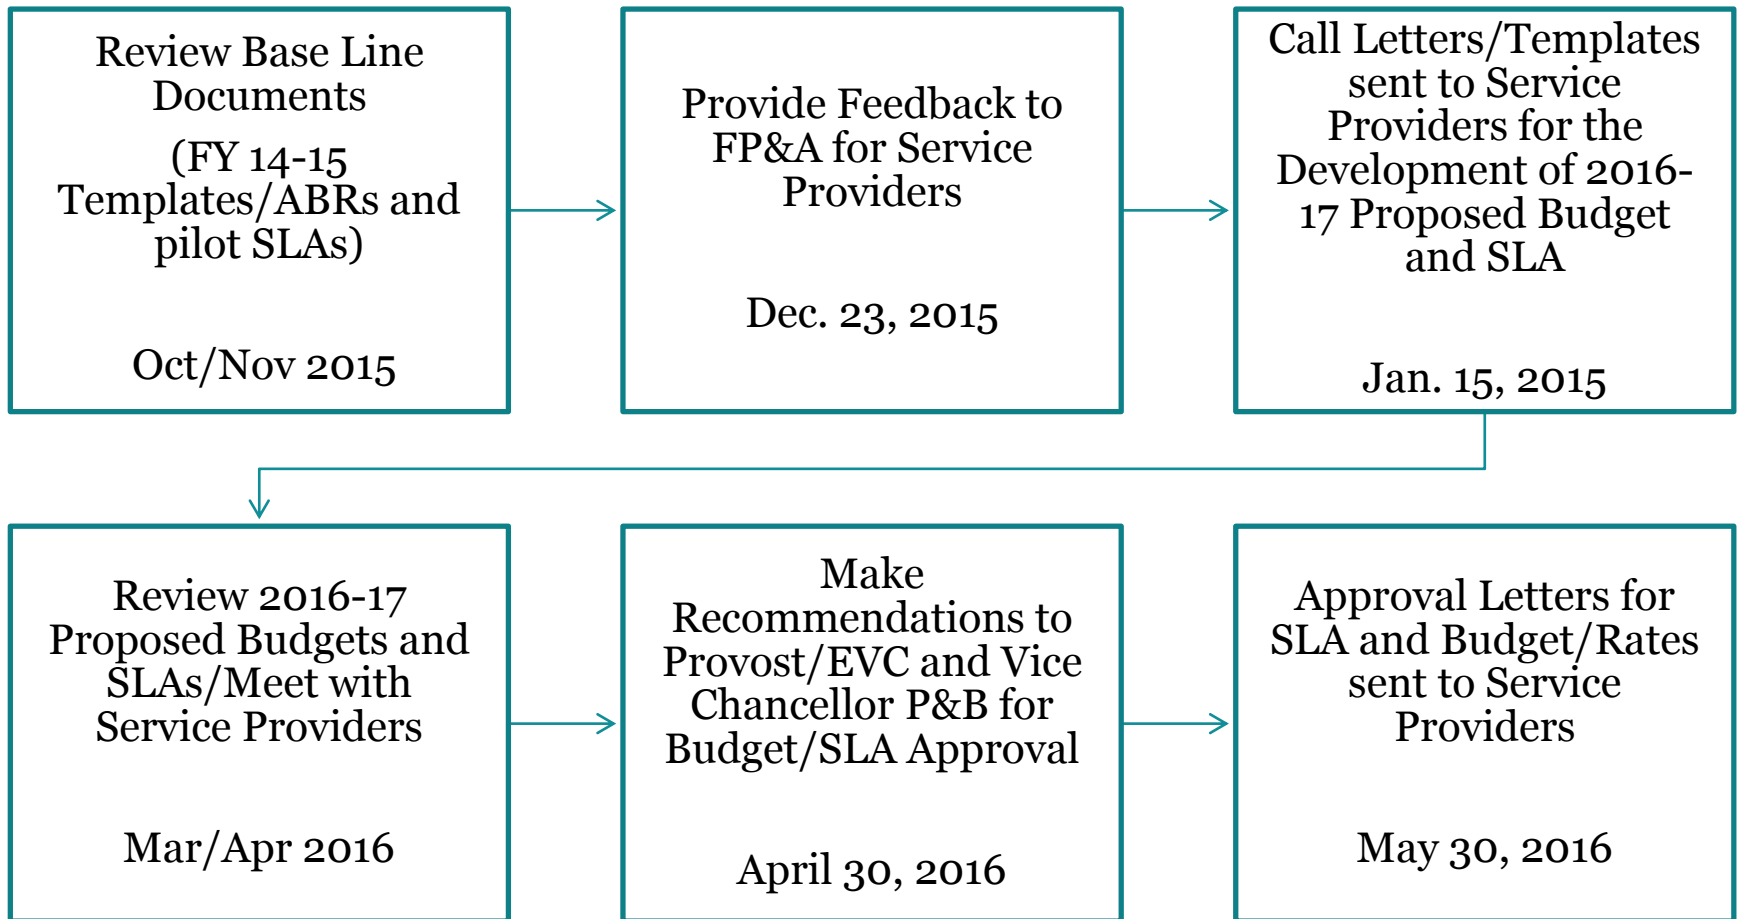 Review Base Line
Documents
(FY 14-15
Templates/ABRs and
pilot SLAs)
Oct/Nov 2015
Provide Feedback to
FP&A for Service
Providers
Dec. 23, 2015
Call Letters/Templates
sent to Service
Providers for the
Development of 2016-
17 Proposed Budget
and SLA
Jan. 15, 2015
Review 2016-17
Proposed Budgets and
SLAs/Meet with
Service Providers
Mar/Apr 2016
Make
Recommendations to
Provost/EVC and Vice
Chancellor P&B for
Budget/SLA Approval
April 30, 2016
Approval Letters for
SLA and Budget/Rates
sent to Service
Providers
May 30, 2016